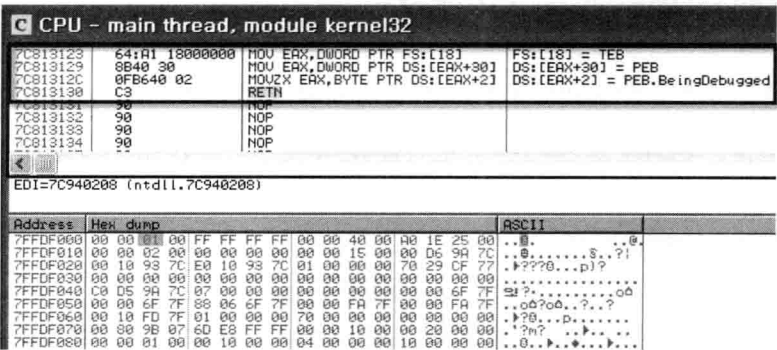 C CPU - main thread, module kernel32
7C813123 64:A1 18000000 MOV EAX,DWORD PTR FS:[18] FS:[18] = TEB
7C813129 8B40 30 MOV EAX,DWORD PTR DS:[EAX+30] DS:[EAX+30] = PEB
7C81312C 0FB640 02 MOVZX EAX,BYTE PTR DS:[EAX+2] DS:[EAX+2] = PEB.BeingDebugged
7C813130 C3 RETN
7C813131 90 NOP
7C813132 90 NOP
7C813133 90 NOP
7C813134 90 NOP
EDI=7C940208 (ntdll.7C940208)
Address Hex dump ASCII
7FFDF000 00 00 01 00 FF FF FF FF 00 00 40 00 A0 1E 25 00
7FFDF010 00 00 02 00 00 00 00 00 00 00 15 00 00 D6 9A 7C
7FFDF020 00 10 93 7C E0 10 93 7C 01 00 00 00 70 29 CF 77
7FFDF030 00 00 00 00 00 00 00 00 00 00 00 00 00 00 00 00
7FFDF040 C0 D5 9A 7C 07 00 00 00 00 00 00 00 00 00 6F 7F
7FFDF050 00 00 6F 7F 88 06 6F 7F 00 00 FA 7F 00 00 FA 7F
7FFDF060 00 10 FD 7F 01 00 00 00 70 00 00 00 00 00 00 00
7FFDF070 00 80 9B 07 6D E8 FF FF 00 00 10 00 00 20 00 00
7FFDF080 00 00 01 00 00 10 00 00 04 00 00 00 10 00 00 00